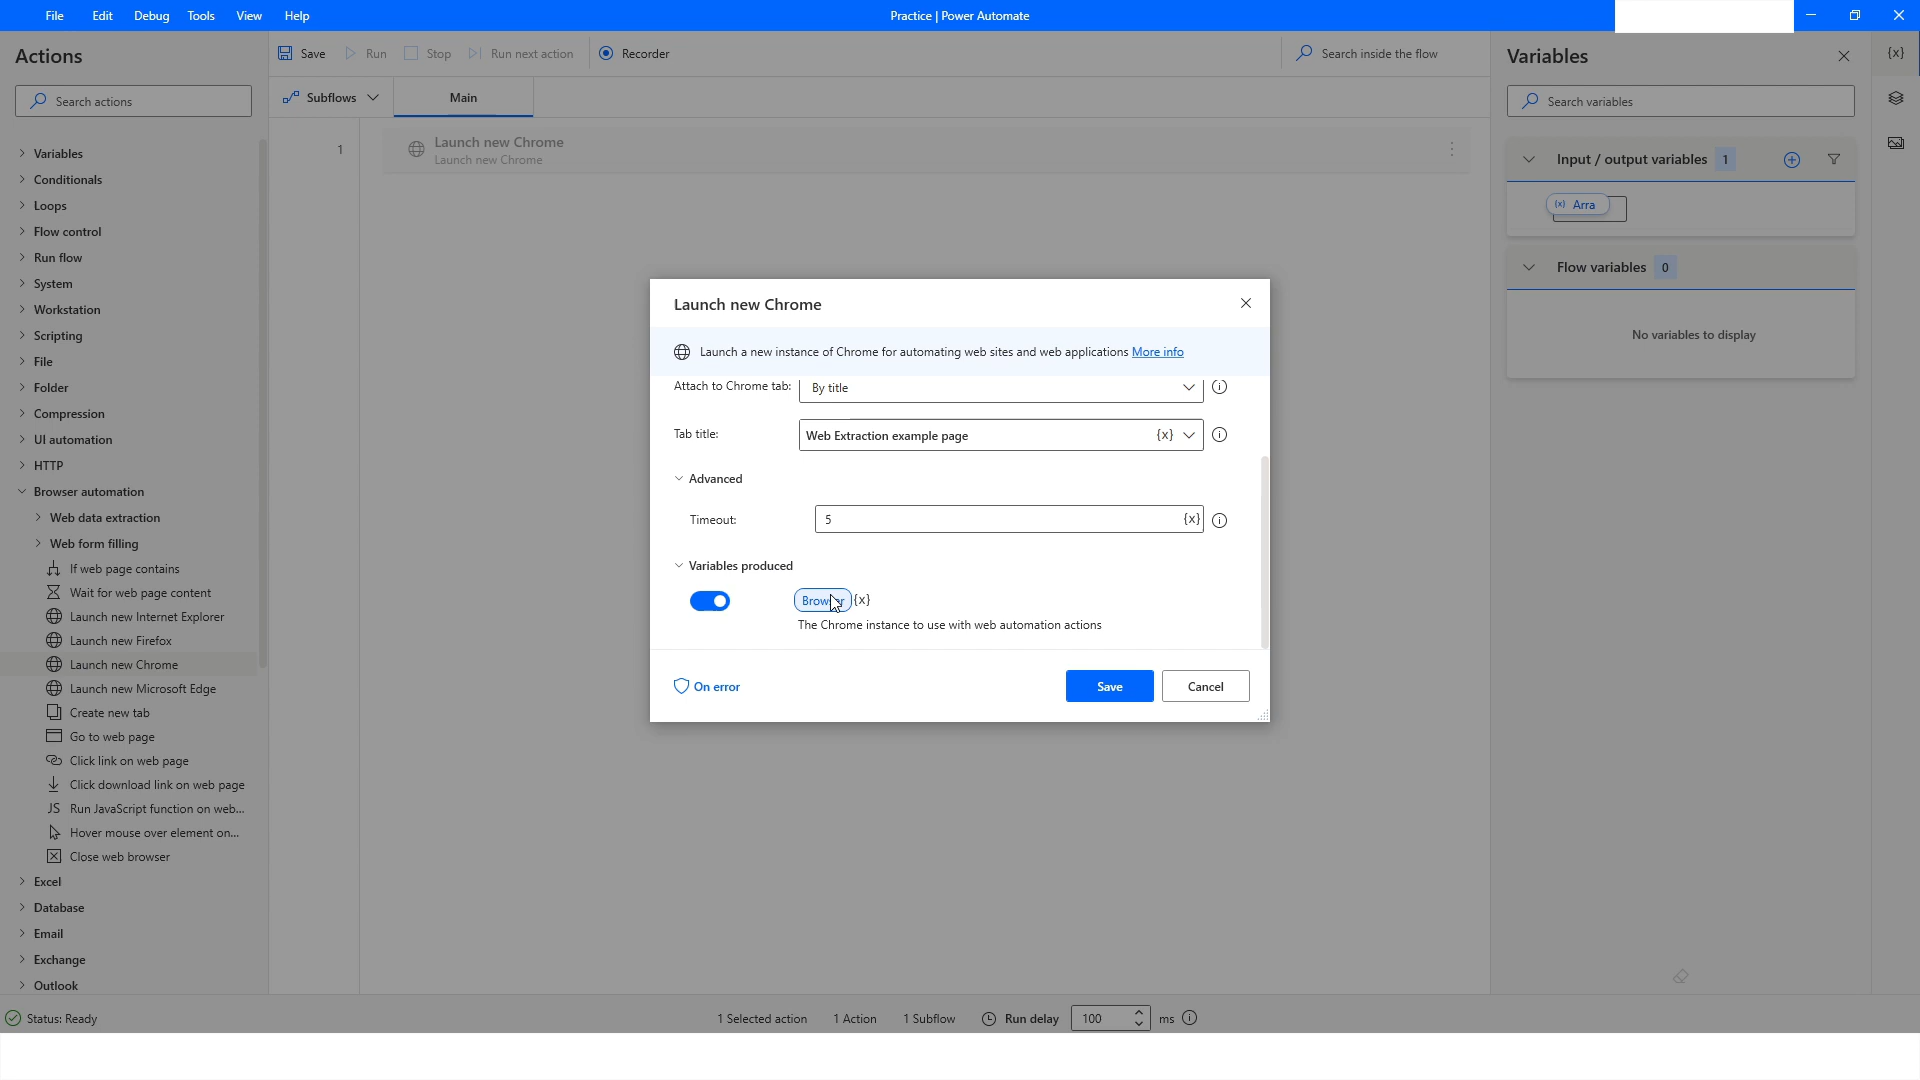 File Edit Debug Tools View Help
Practice | Power Automate
Actions
Search actions
Variables
Conditionals
Loops
Flow control
Run flow
System
Workstation
Scripting
File
Folder
Compression
UI automation
HTTP
Browser automation
Web data extraction
Web form filling
If web page contains
Wait for web page content
Launch new Internet Explorer
Launch new Firefox
Launch new Chrome
Launch new Microsoft Edge
Create new tab
Go to web page
Click link on web page
Click download link on web page
JS Run JavaScript function on web...
Hover mouse over element on...
Close web browser
Excel
Database
Email
Exchange
Outlook
Save Run Stop Run next action Recorder
Search inside the flow
Subflows Main
1
Launch new Chrome
Launch new Chrome
Launch new Chrome
Launch a new instance of Chrome for automating web sites and web applications More info
Attach to Chrome tab: By title
Tab title: Web Extraction example page {x}
Advanced
Timeout: 5 {x}
Variables produced
Browser {x}
The Chrome instance to use with web automation actions
On error
Save Cancel
Variables
{x}
Search variables
Input / output variables 1
(x) Arra
Flow variables 0
No variables to display
Status: Ready
1 Selected action 1 Action 1 Subflow Run delay 100 ms